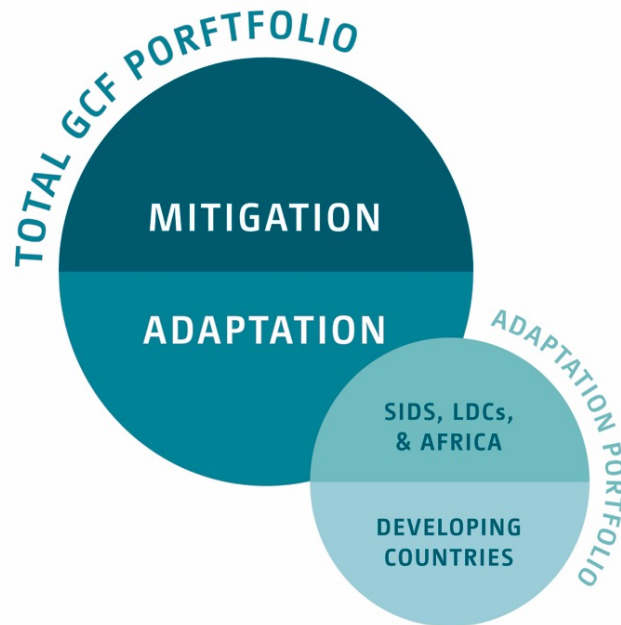 TOTAL GCF PORFTFOLIO
MITIGATION
ADAPTATION
ADAPTATION PORTFOLIO
SIDS, LDCs,
& AFRICA
DEVELOPING
COUNTRIES